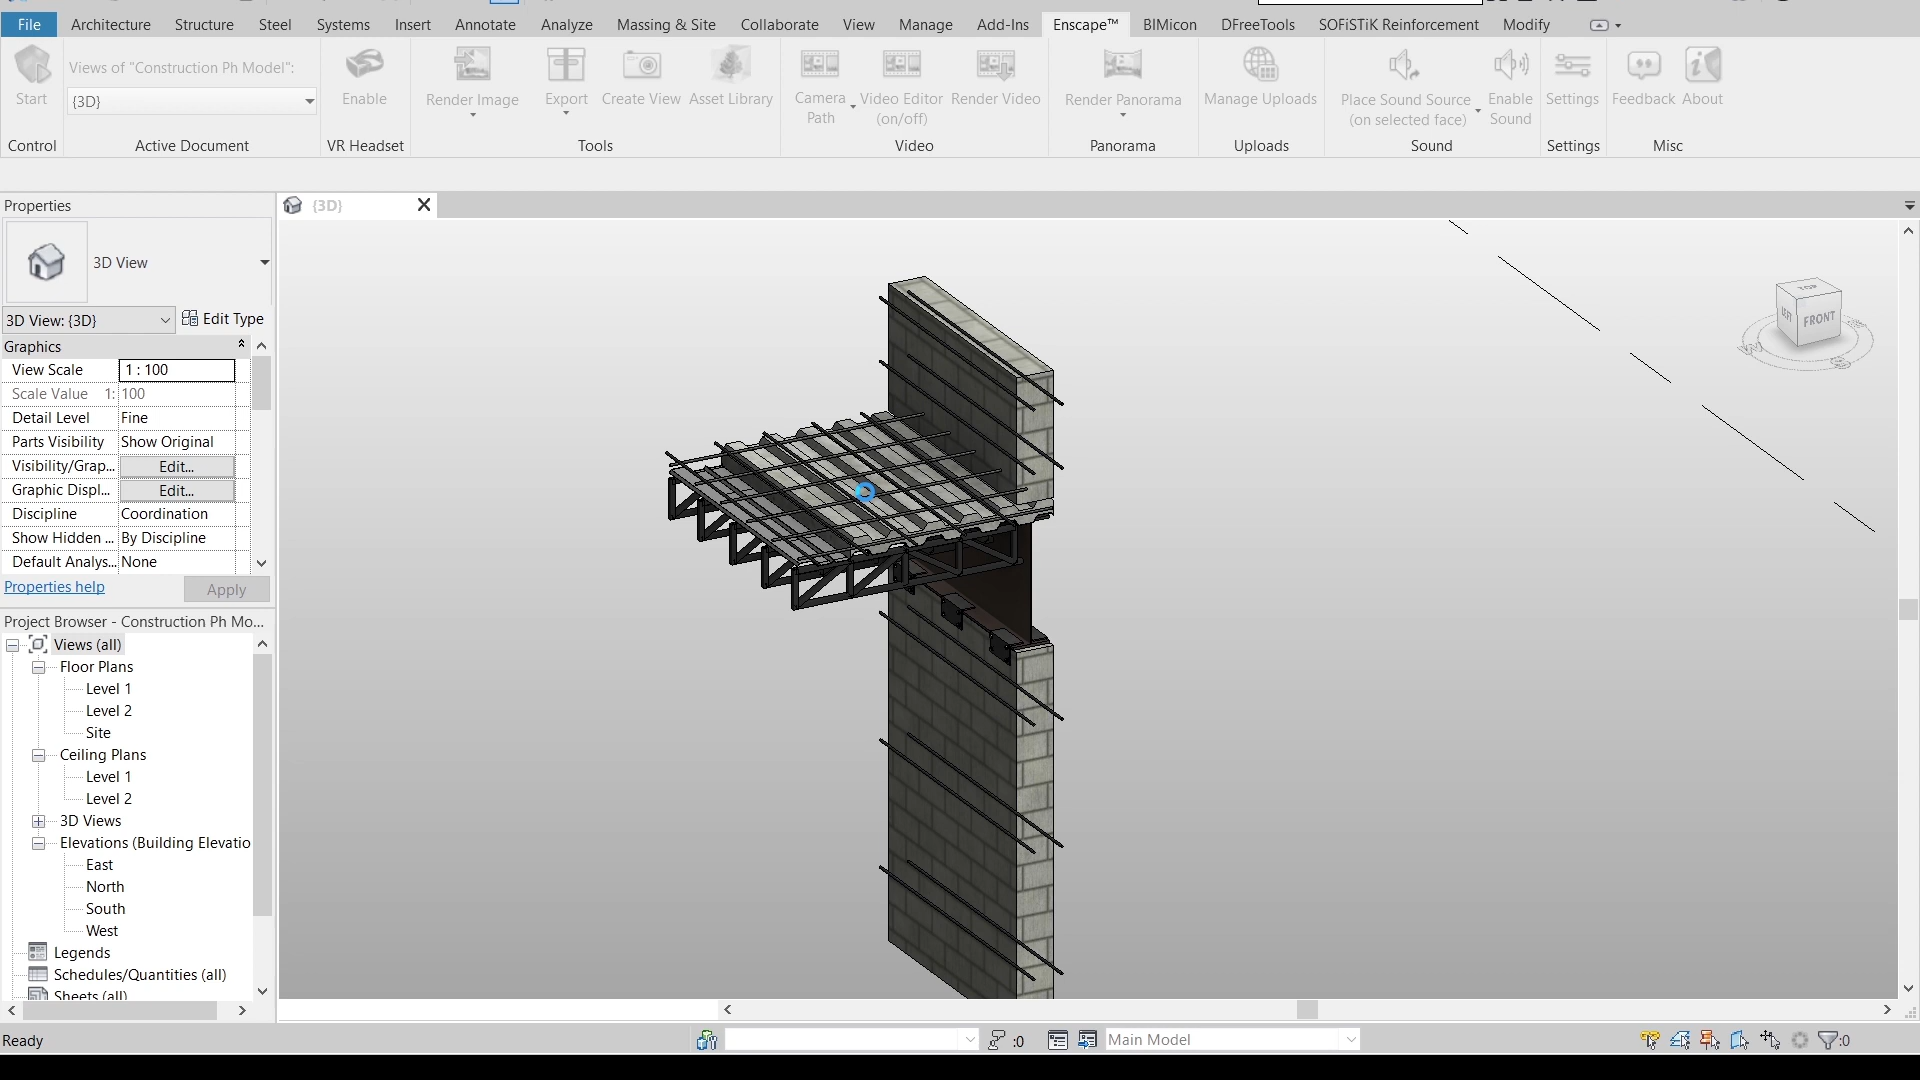 File Architecture Structure Steel Systems Insert Annotate Analyze Massing & Site Collaborate View Manage Add-Ins Enscape™ BIMicon DFreeTools SOFiSTiK Reinforcement Modify
Start
Views of "Construction Ph Model":
{3D}
Enable
Render Image
Export
Create View
Asset Library
Camera Path
Video Editor (on/off)
Render Video
Render Panorama
Manage Uploads
Place Sound Source (on selected face)
Enable Sound
Settings
Feedback
About
Control Active Document VR Headset Tools Video Panorama Uploads Sound Settings Misc
Properties
{3D}
3D View
3D View: {3D} Edit Type
Graphics
View Scale 1 : 100
Scale Value 1: 100
Detail Level Fine
Parts Visibility Show Original
Visibility/Grap... Edit...
Graphic Displ... Edit...
Discipline Coordination
Show Hidden ... By Discipline
Default Analys... None
Properties help Apply
TOP
LEFT FRONT
Project Browser - Construction Ph Mo...
Views (all)
Floor Plans
Level 1
Level 2
Site
Ceiling Plans
Level 1
Level 2
3D Views
Elevations (Building Elevatio
East
North
South
West
Legends
Schedules/Quantities (all)
Sheets (all)
Ready
:0
Main Model
:0